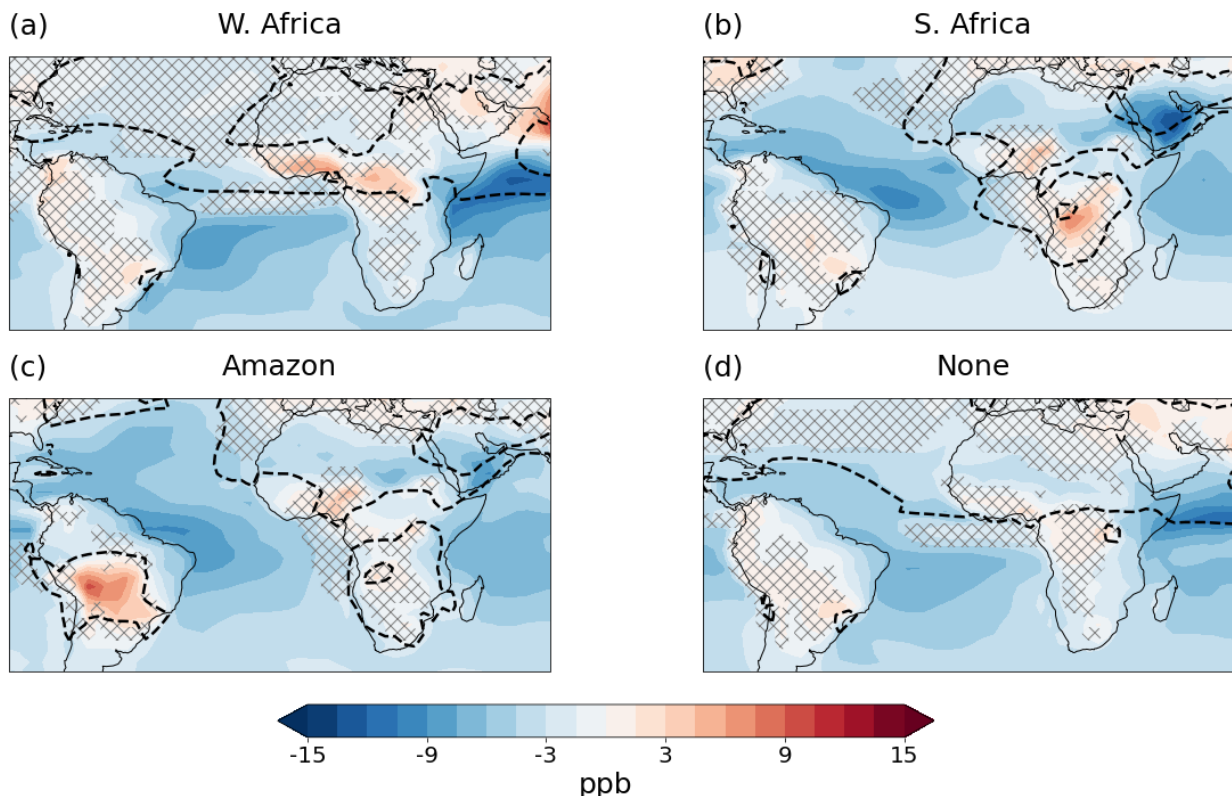 (a) W. Africa
(b) S. Africa
(c) Amazon
(d) None
-15 -9 -3 3 9 15
ppb